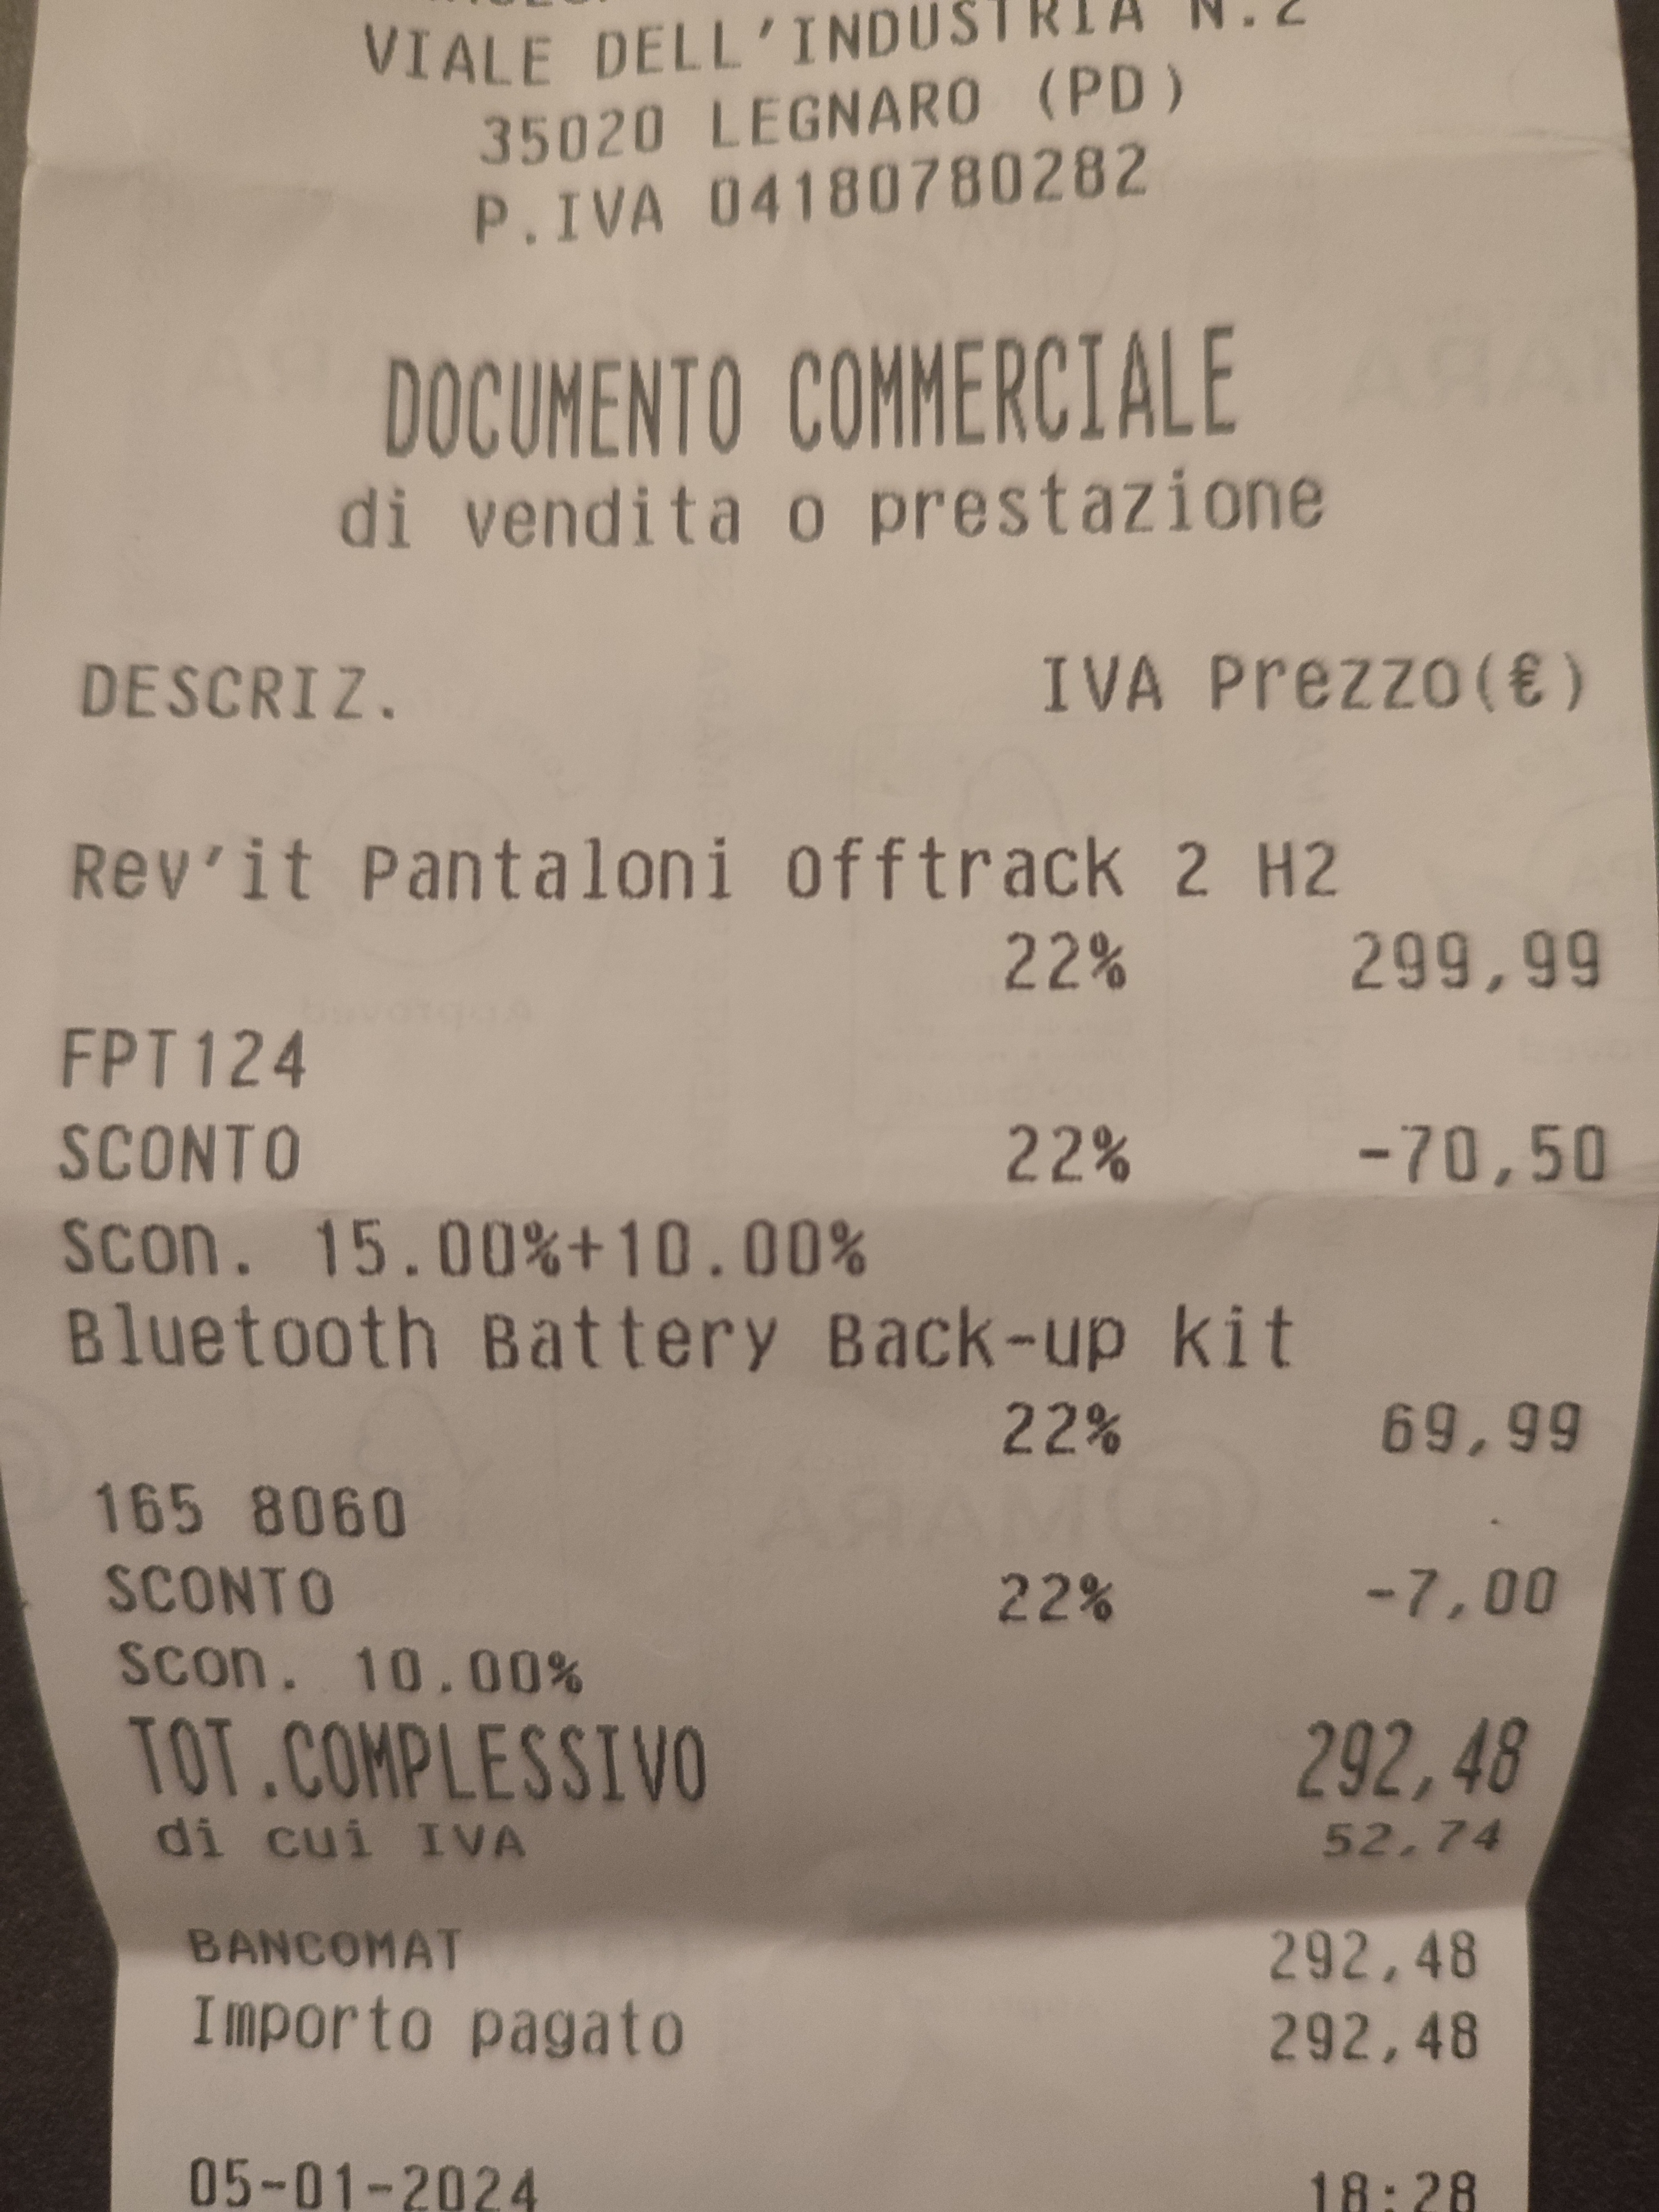 VIALE DELL'INDUSTRIA N.2
35020 LEGNARO (PD)
P.IVA 04180780282
DOCUMENTO COMMERCIALE
di vendita o prestazione
DESCRIZ. IVA Prezzo(€)
Rev'it Pantaloni Offtrack 2 H2
22% 299,99
FPT124
SCONTO 22% -70,50
Scon. 15.00%+10.00%
Bluetooth Battery Back-up kit
22% 69,99
165 8060
SCONTO 22% -7,00
Scon. 10.00%
TOT.COMPLESSIVO 292,48
di cui IVA 52,74
BANCOMAT 292,48
Importo pagato 292,48
05-01-2024 18:28